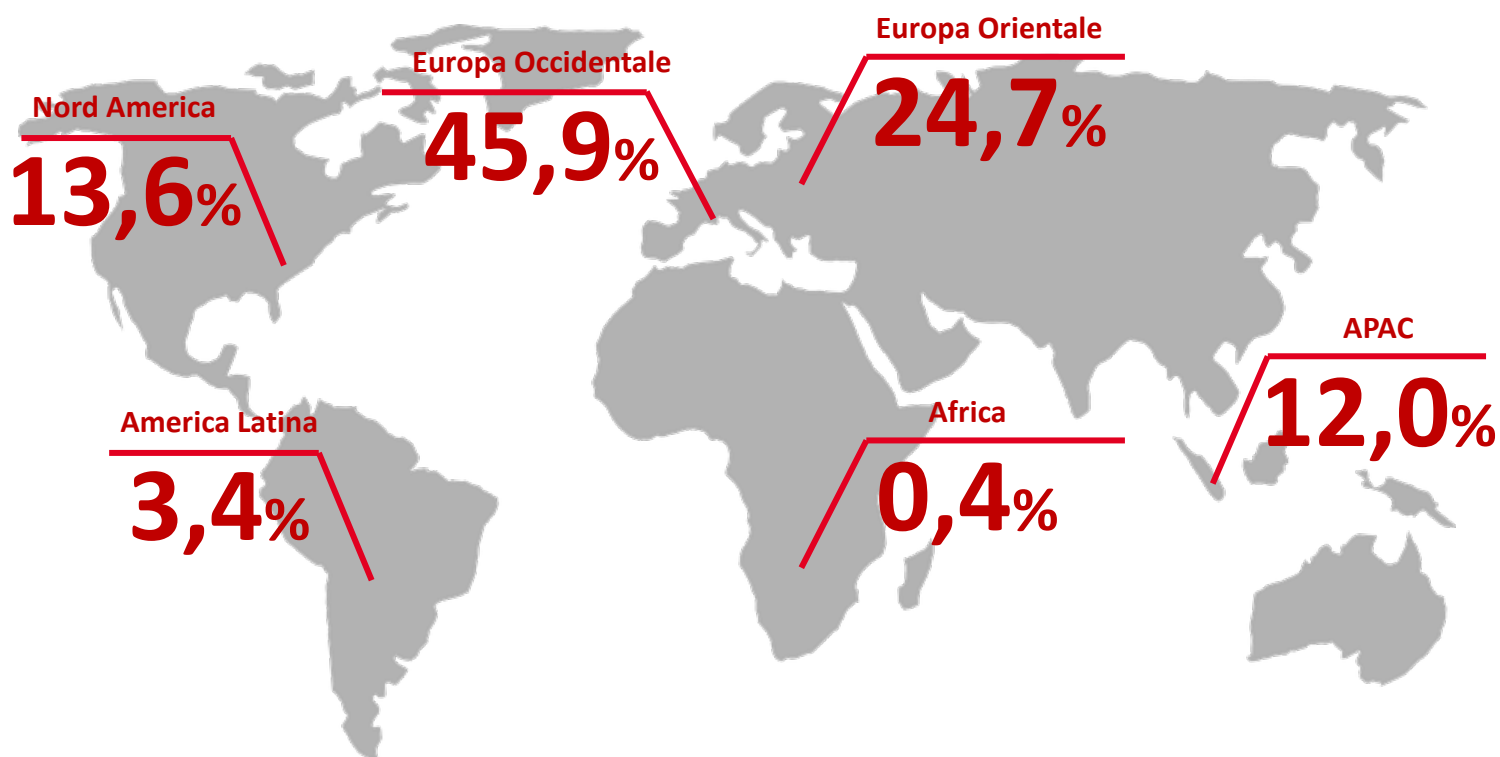 Europa Orientale
24,7%
Europa Occidentale
45,9%
Nord America
13,6%
APAC
12,0%
America Latina
3,4%
Africa
0,4%